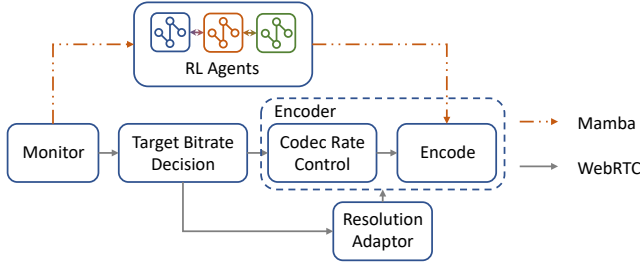 RL Agents
Encoder
Monitor
Target Bitrate
Decision
Codec Rate
Control
Encode
Resolution
Adaptor
Mamba
WebRTC